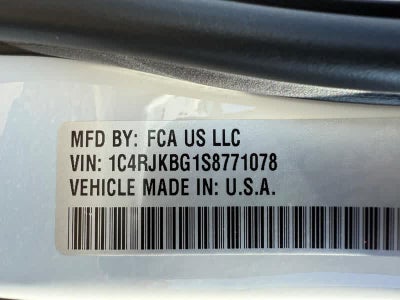 MFD BY: FCA US LLC
VIN: 1C4RJKBG1S8771078
VEHICLE MADE IN: U.S.A.